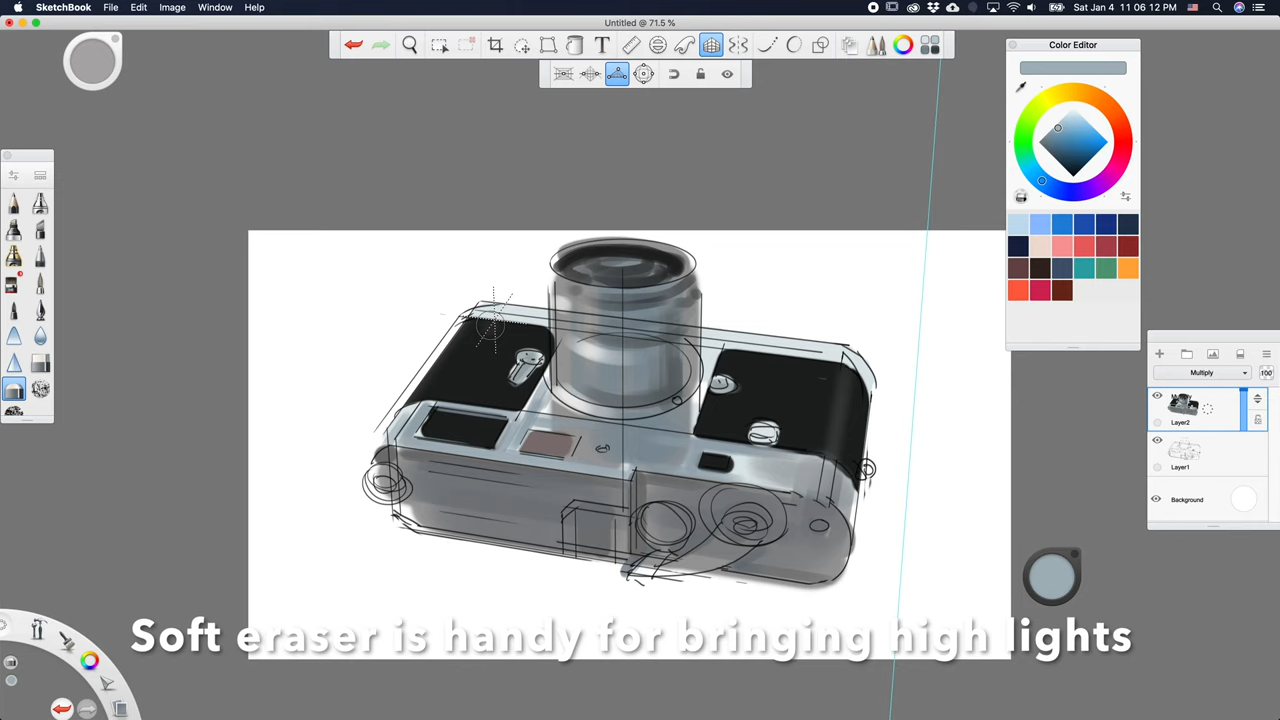 SketchBook File Edit Image Window Help
Sat Jan 4 11 06 12 PM
Untitled @ 71.5 %
T
Color Editor
Multiply
100
Layer2
Layer1
Background
Soft eraser is handy for bringing high lights